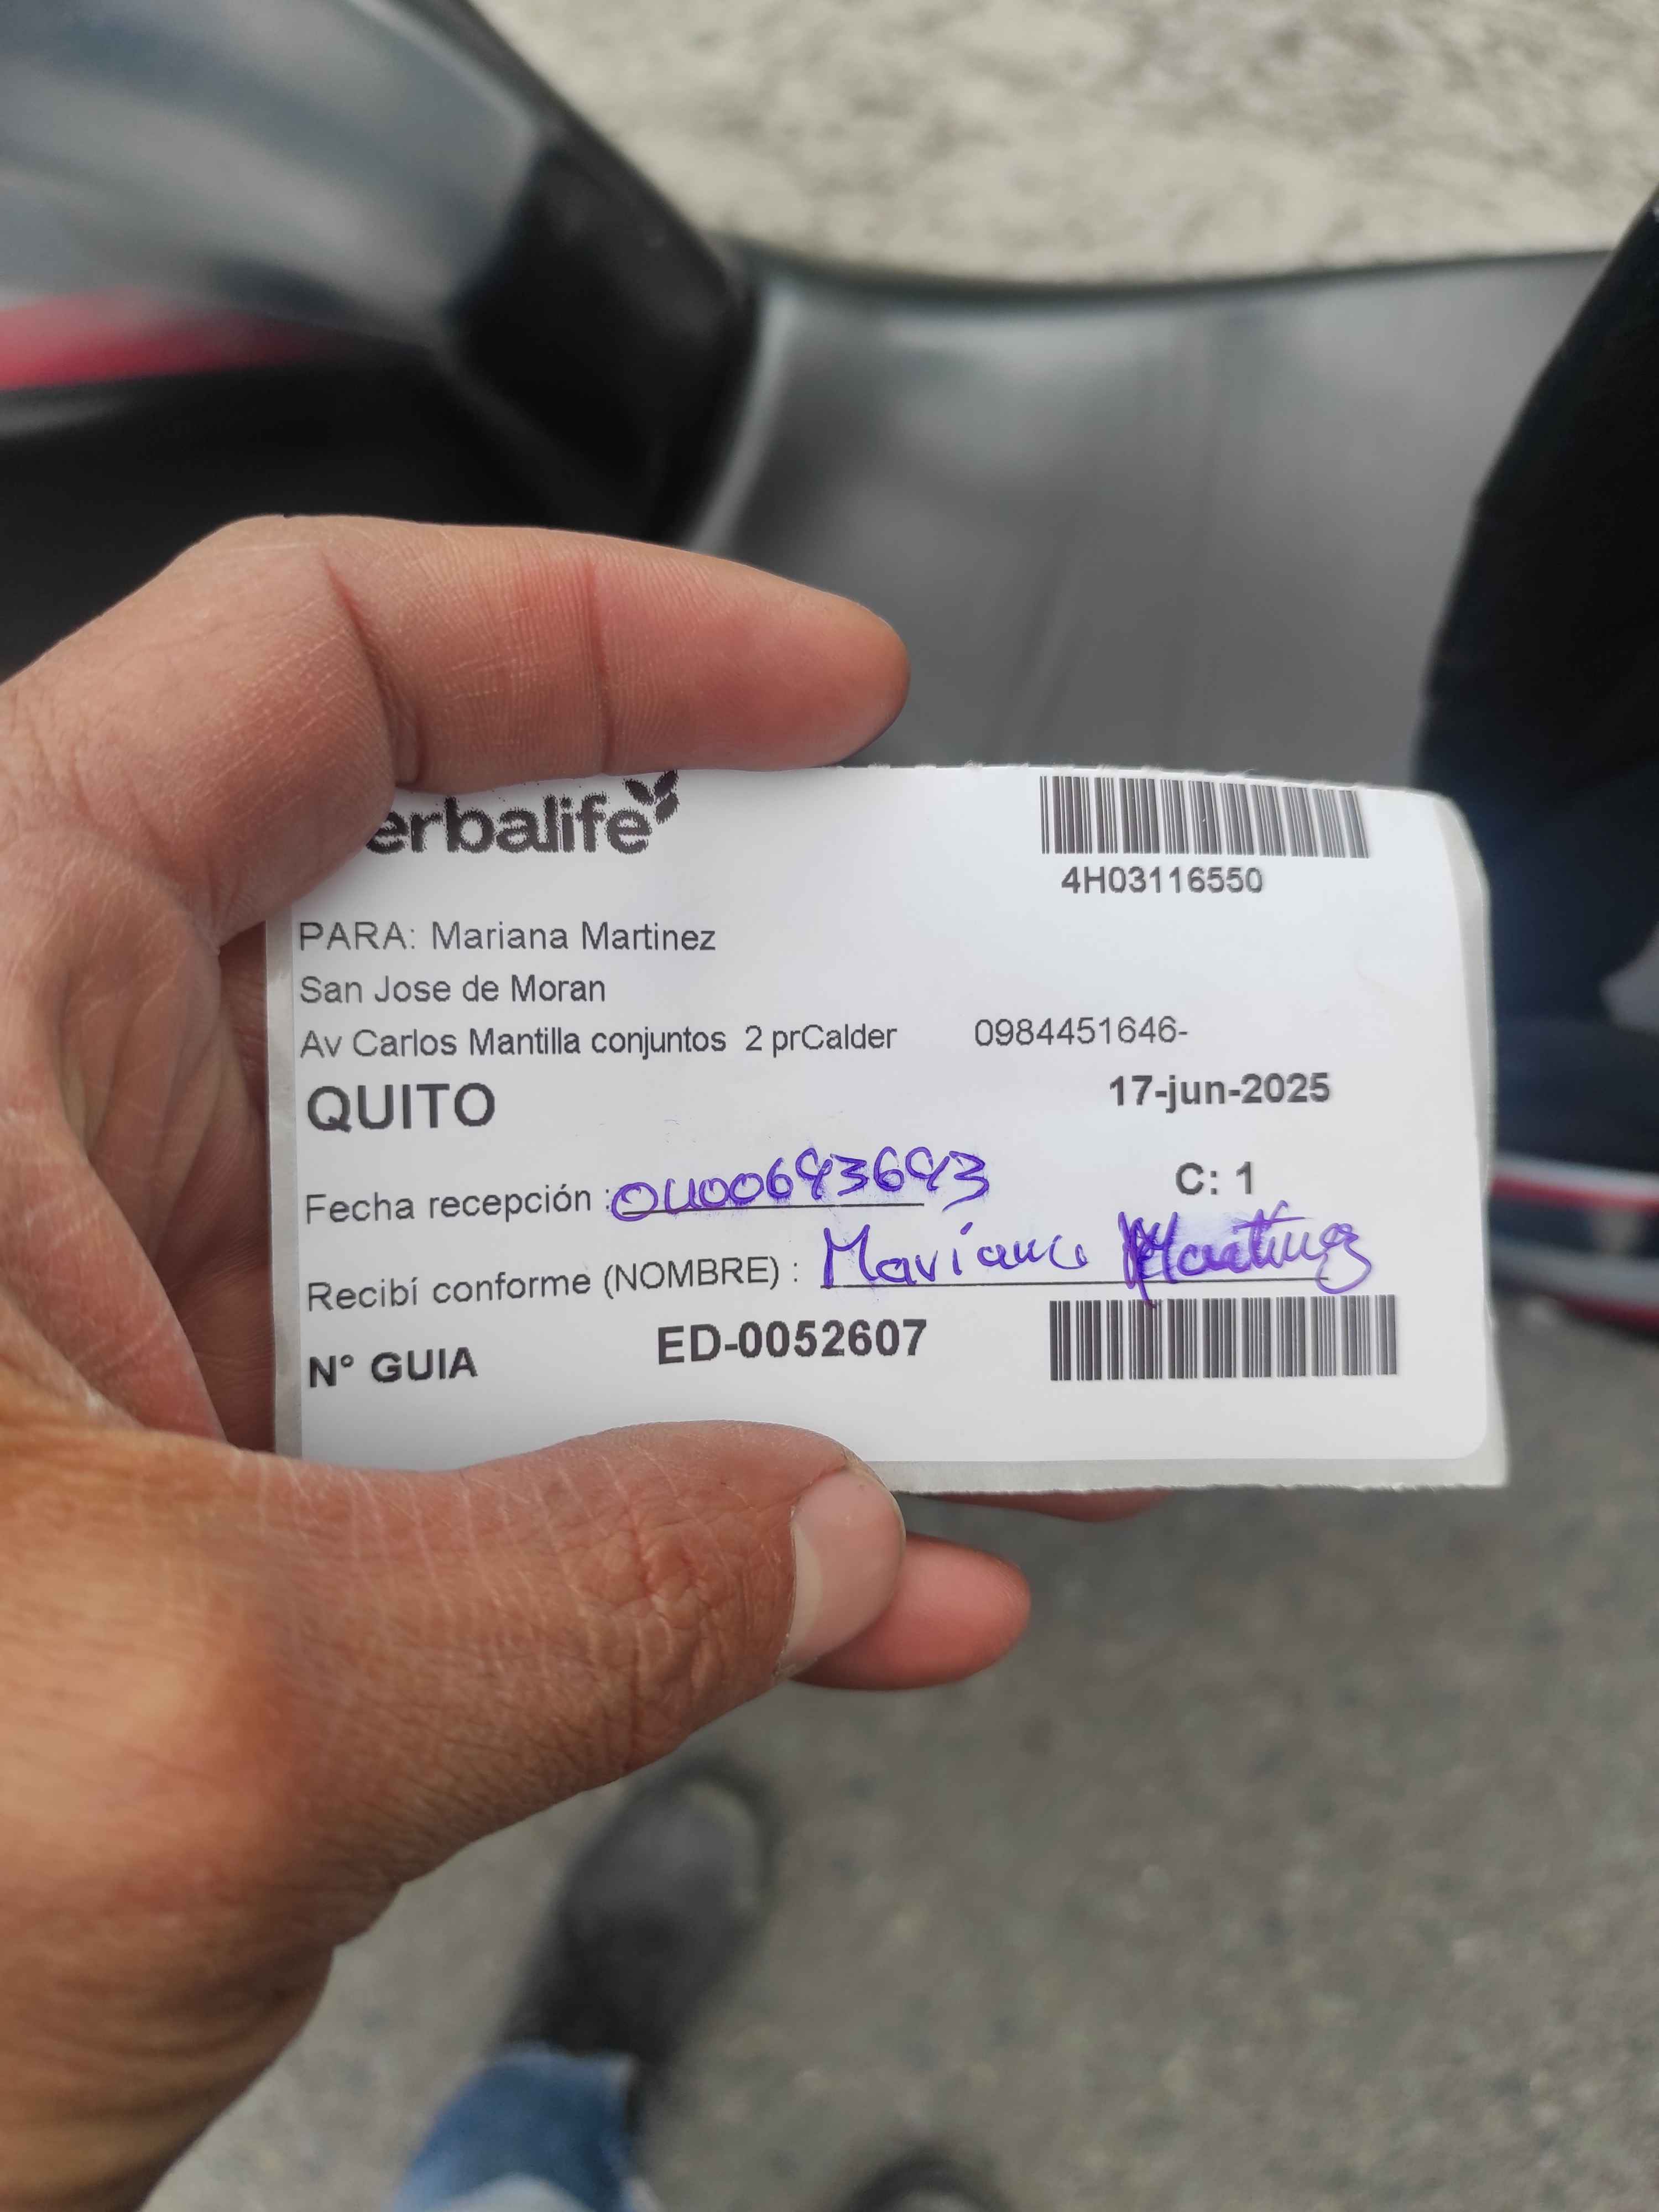 erbalife
4H03116550
PARA: Mariana Martinez
San Jose de Moran
Av Carlos Mantilla conjuntos 2 prCalder 0984451646-
QUITO 17-jun-2025
Fecha recepción : C: 1
Recibí conforme (NOMBRE) : Mariana Martinez
N° GUIA ED-0052607